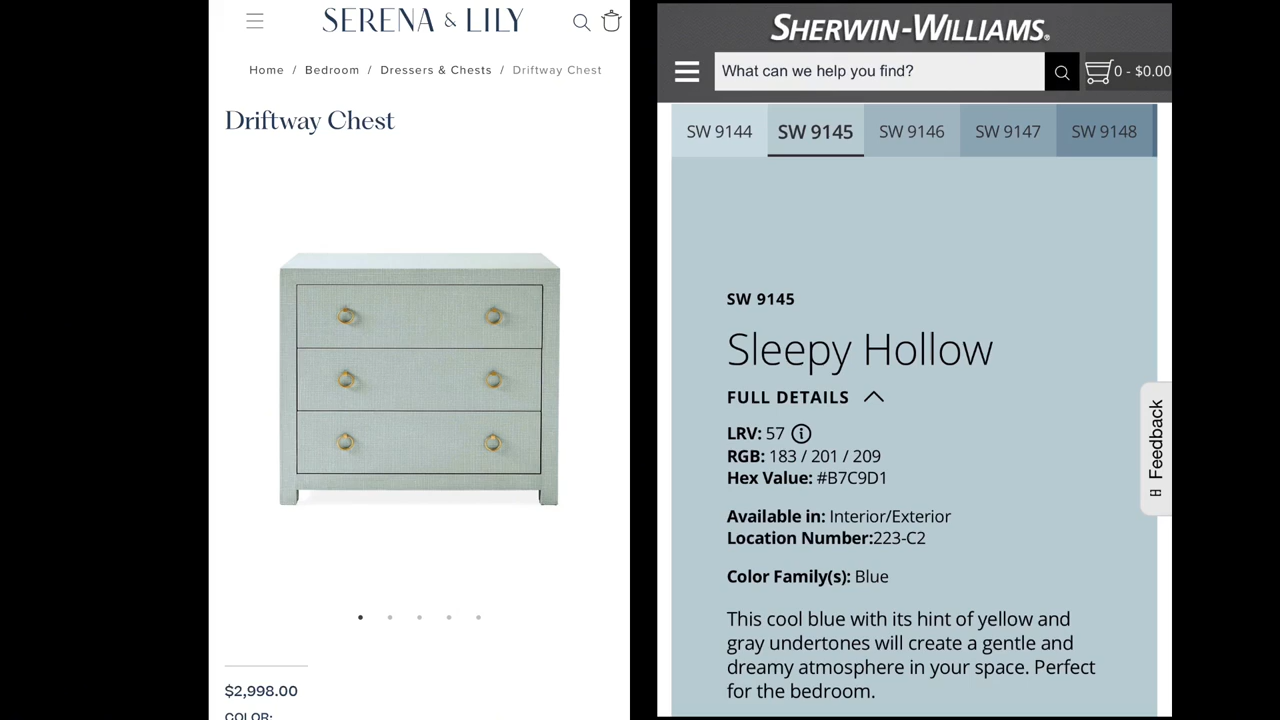 SERENA & LILY
Home / Bedroom / Dressers & Chests / Driftway Chest
Driftway Chest
$2,998.00
COLOR:
SHERWIN-WILLIAMS.
What can we help you find?
0 - $0.00
SW 9144 SW 9145 SW 9146 SW 9147 SW 9148
SW 9145
Sleepy Hollow
FULL DETAILS
LRV: 57
RGB: 183 / 201 / 209
Hex Value: #B7C9D1
Available in: Interior/Exterior
Location Number:223-C2
Color Family(s): Blue
This cool blue with its hint of yellow and
gray undertones will create a gentle and
dreamy atmosphere in your space. Perfect
for the bedroom.
Feedback